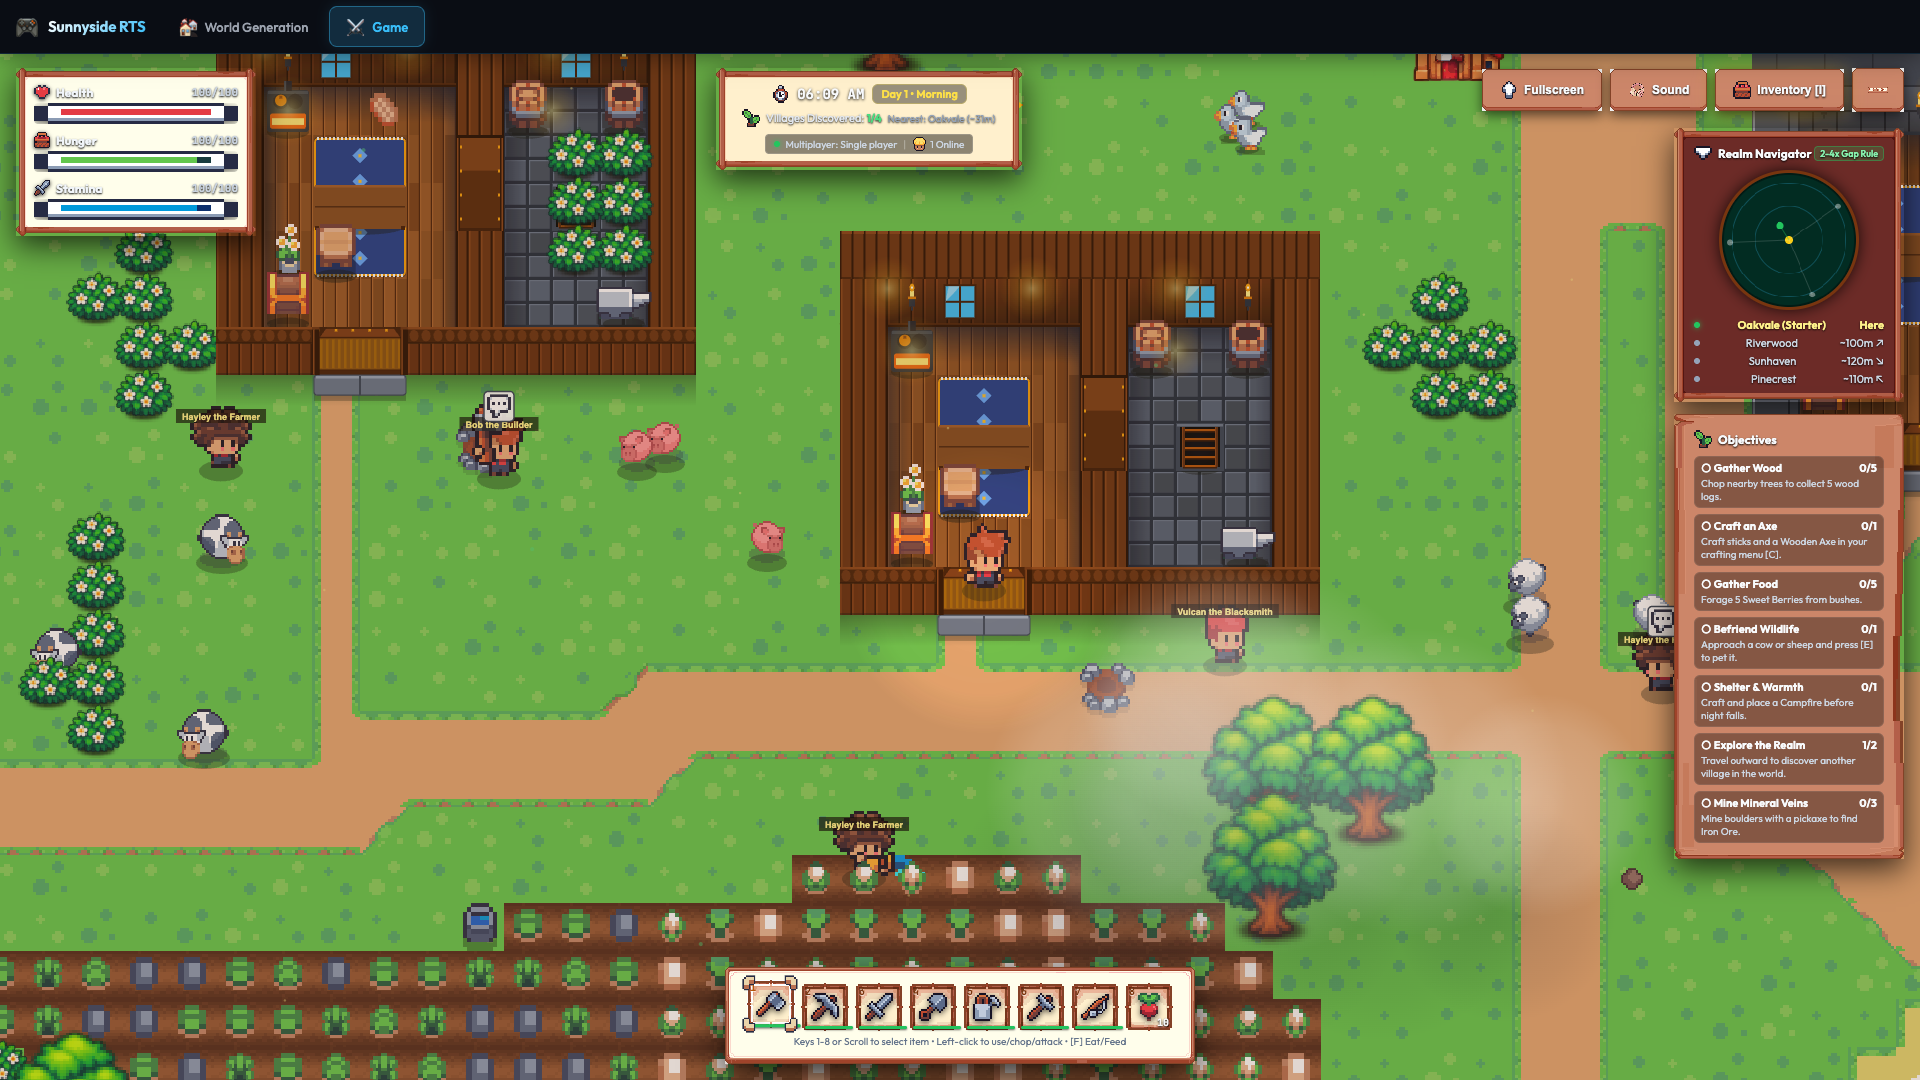 Sunnyside RTS
World Generation
Game
Health 100/100
Hunger 100/100
Stamina 100/100
06:09 AM Day 1 • Morning
Villages Discovered: 1/4 Nearest: Oakvale (~31m)
Multiplayer: Single player | 1 Online
Fullscreen
Sound
Inventory [I]
Realm Navigator 2-4x Gap Rule
Oakvale (Starter) Here
Riverwood ~100m ↗
Sunhaven ~120m ↘
Pinecrest ~110m ↖
Objectives
Gather Wood 0/5
Chop nearby trees to collect 5 wood
logs.
Craft an Axe 0/1
Craft sticks and a Wooden Axe in your
crafting menu [C].
Gather Food 0/5
Forage 5 Sweet Berries from bushes.
Befriend Wildlife 0/1
Approach a cow or sheep and press [E]
to pet it.
Shelter & Warmth 0/1
Craft and place a Campfire before
night falls.
Explore the Realm 1/2
Travel outward to discover another
village in the world.
Mine Mineral Veins 0/3
Mine boulders with a pickaxe to find
Iron Ore.
Hayley the Farmer
Bob the Builder
Vulcan the Blacksmith
Hayley the
Hayley the Farmer
10
Keys 1-8 or Scroll to select item • Left-click to use/chop/attack • [F] Eat/Feed